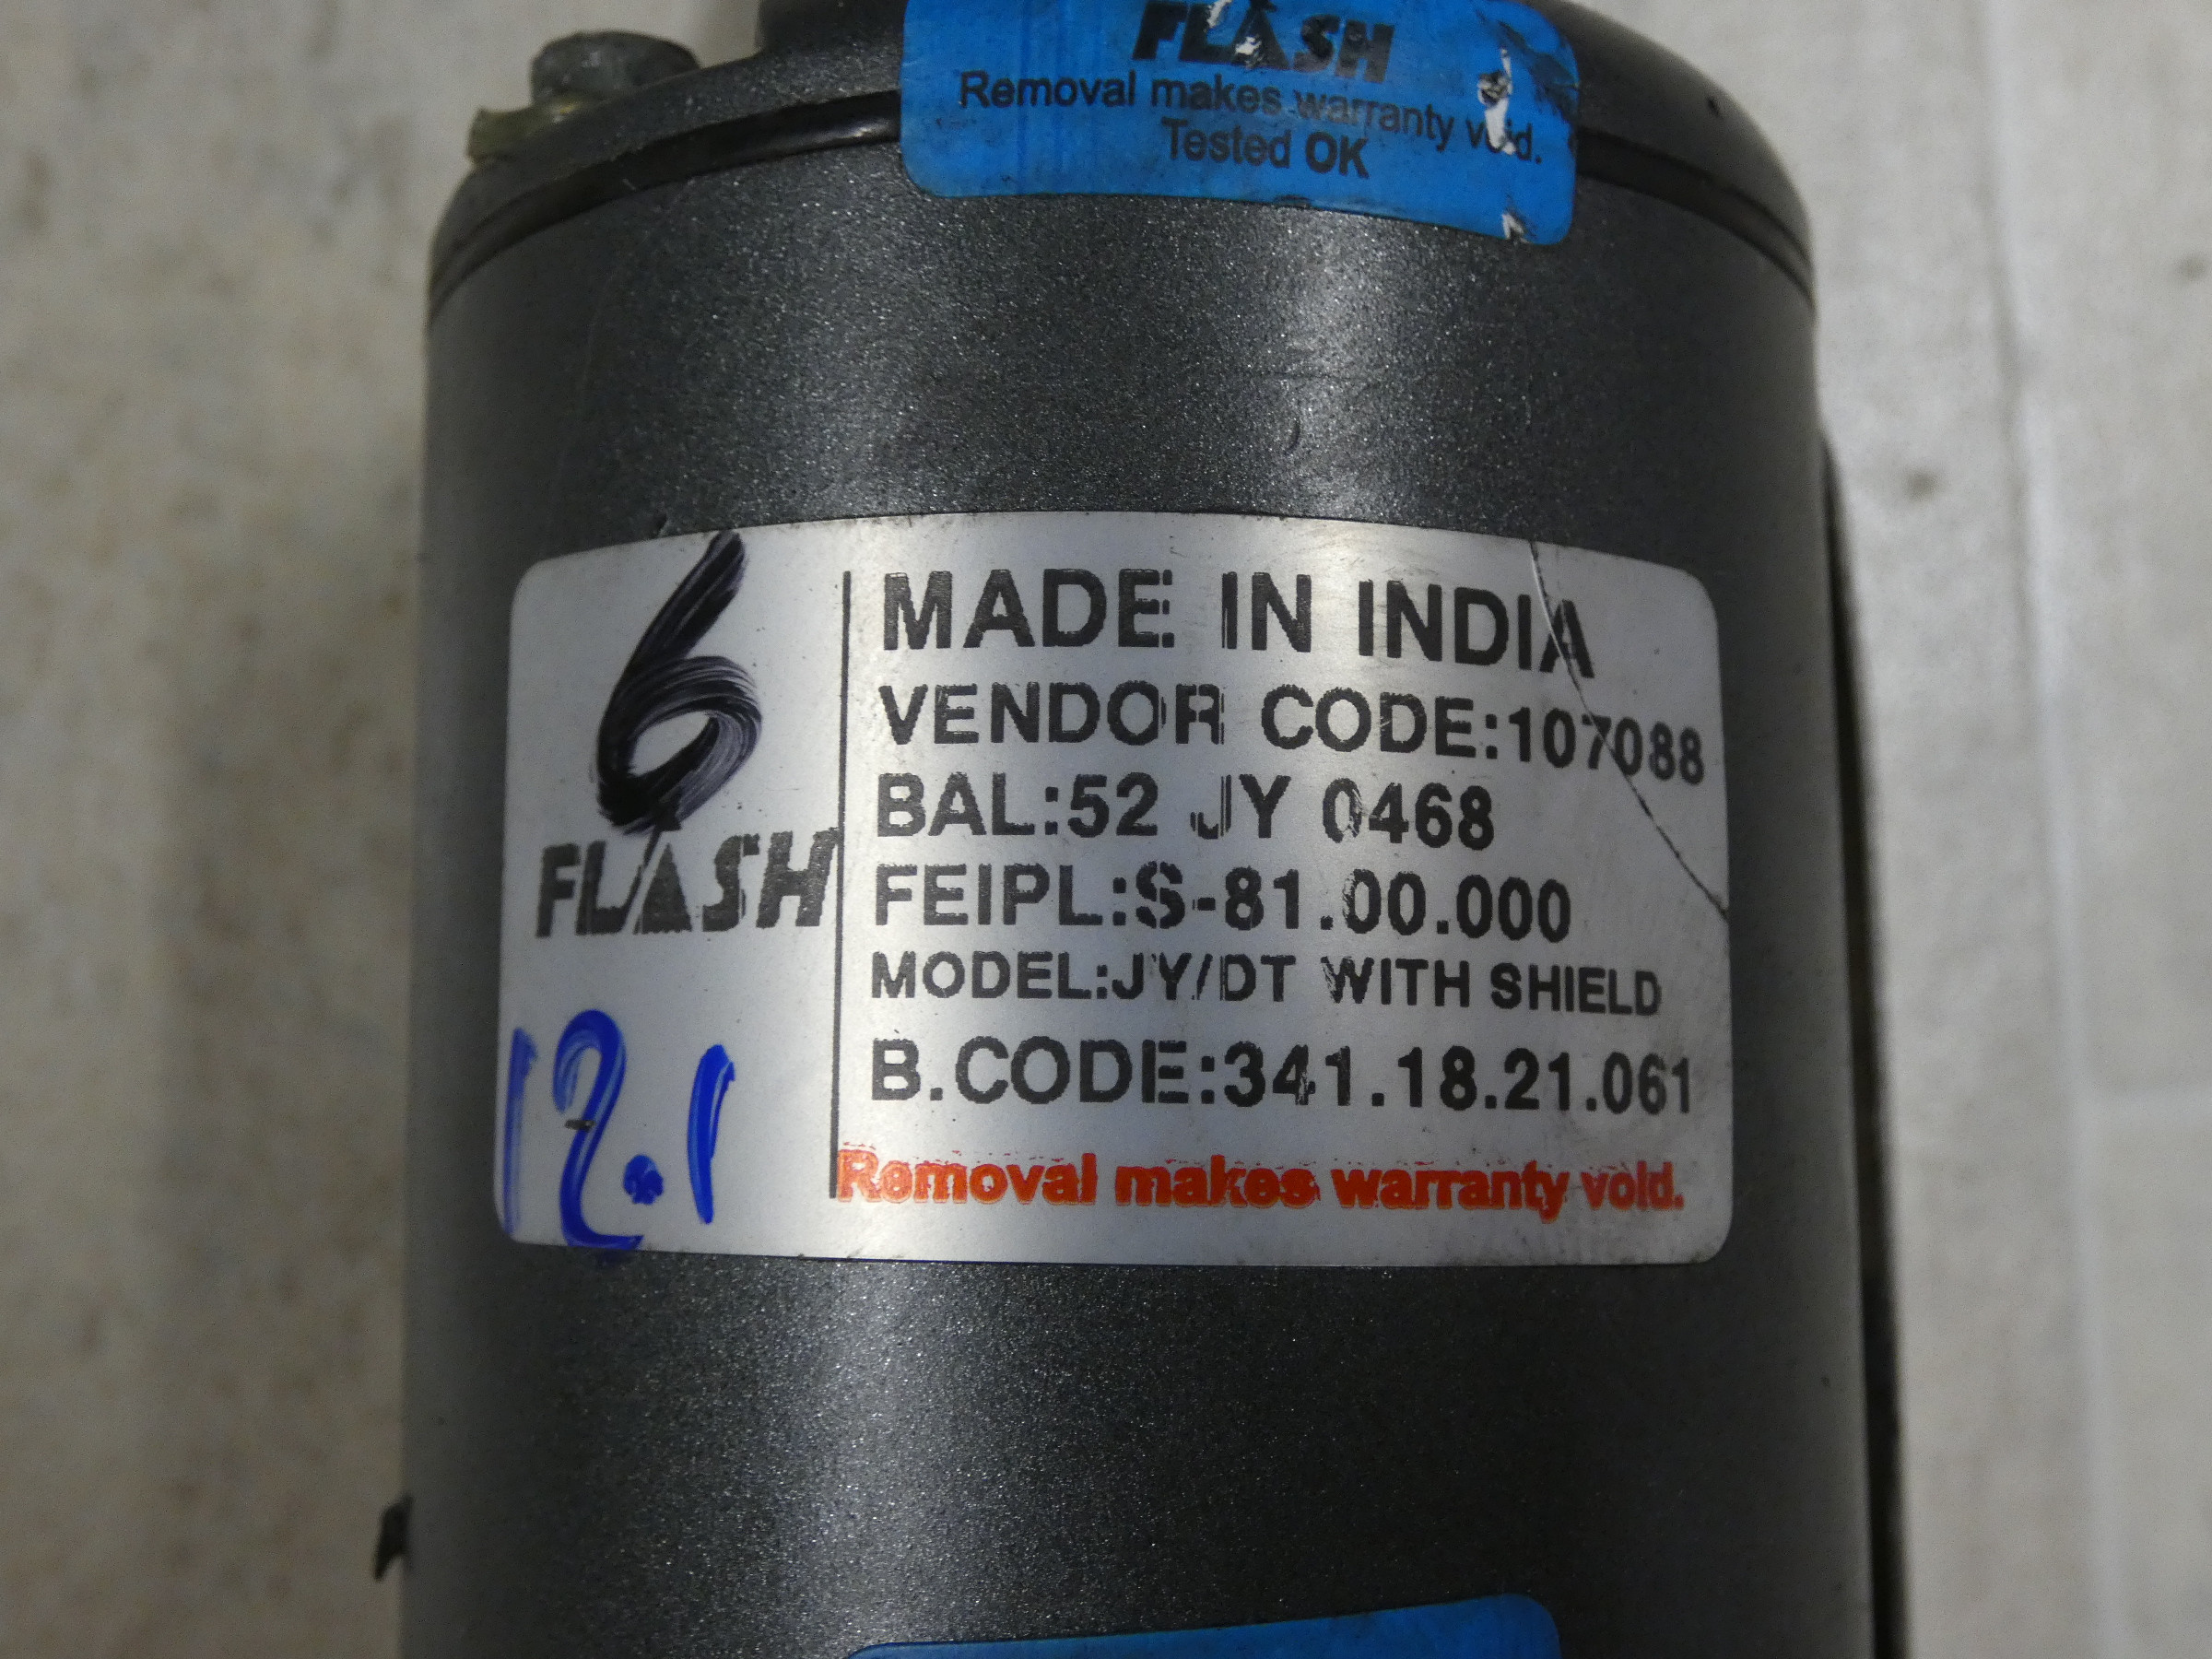 FLASH
Removal makes warranty void.
Tested OK
6
FLASH
12.1
MADE IN INDIA
VENDOR CODE:107088
BAL:52 JY 0468
FEIPL:S-81.00.000
MODEL:JY/DT WITH SHIELD
B.CODE:341.18.21.061
Removal makes warranty void.